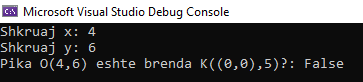 Microsoft Visual Studio Debug Console
Shkruaj x: 4
Shkruaj y: 6
Pika O(4,6) eshte brenda K((0,0),5)?: False